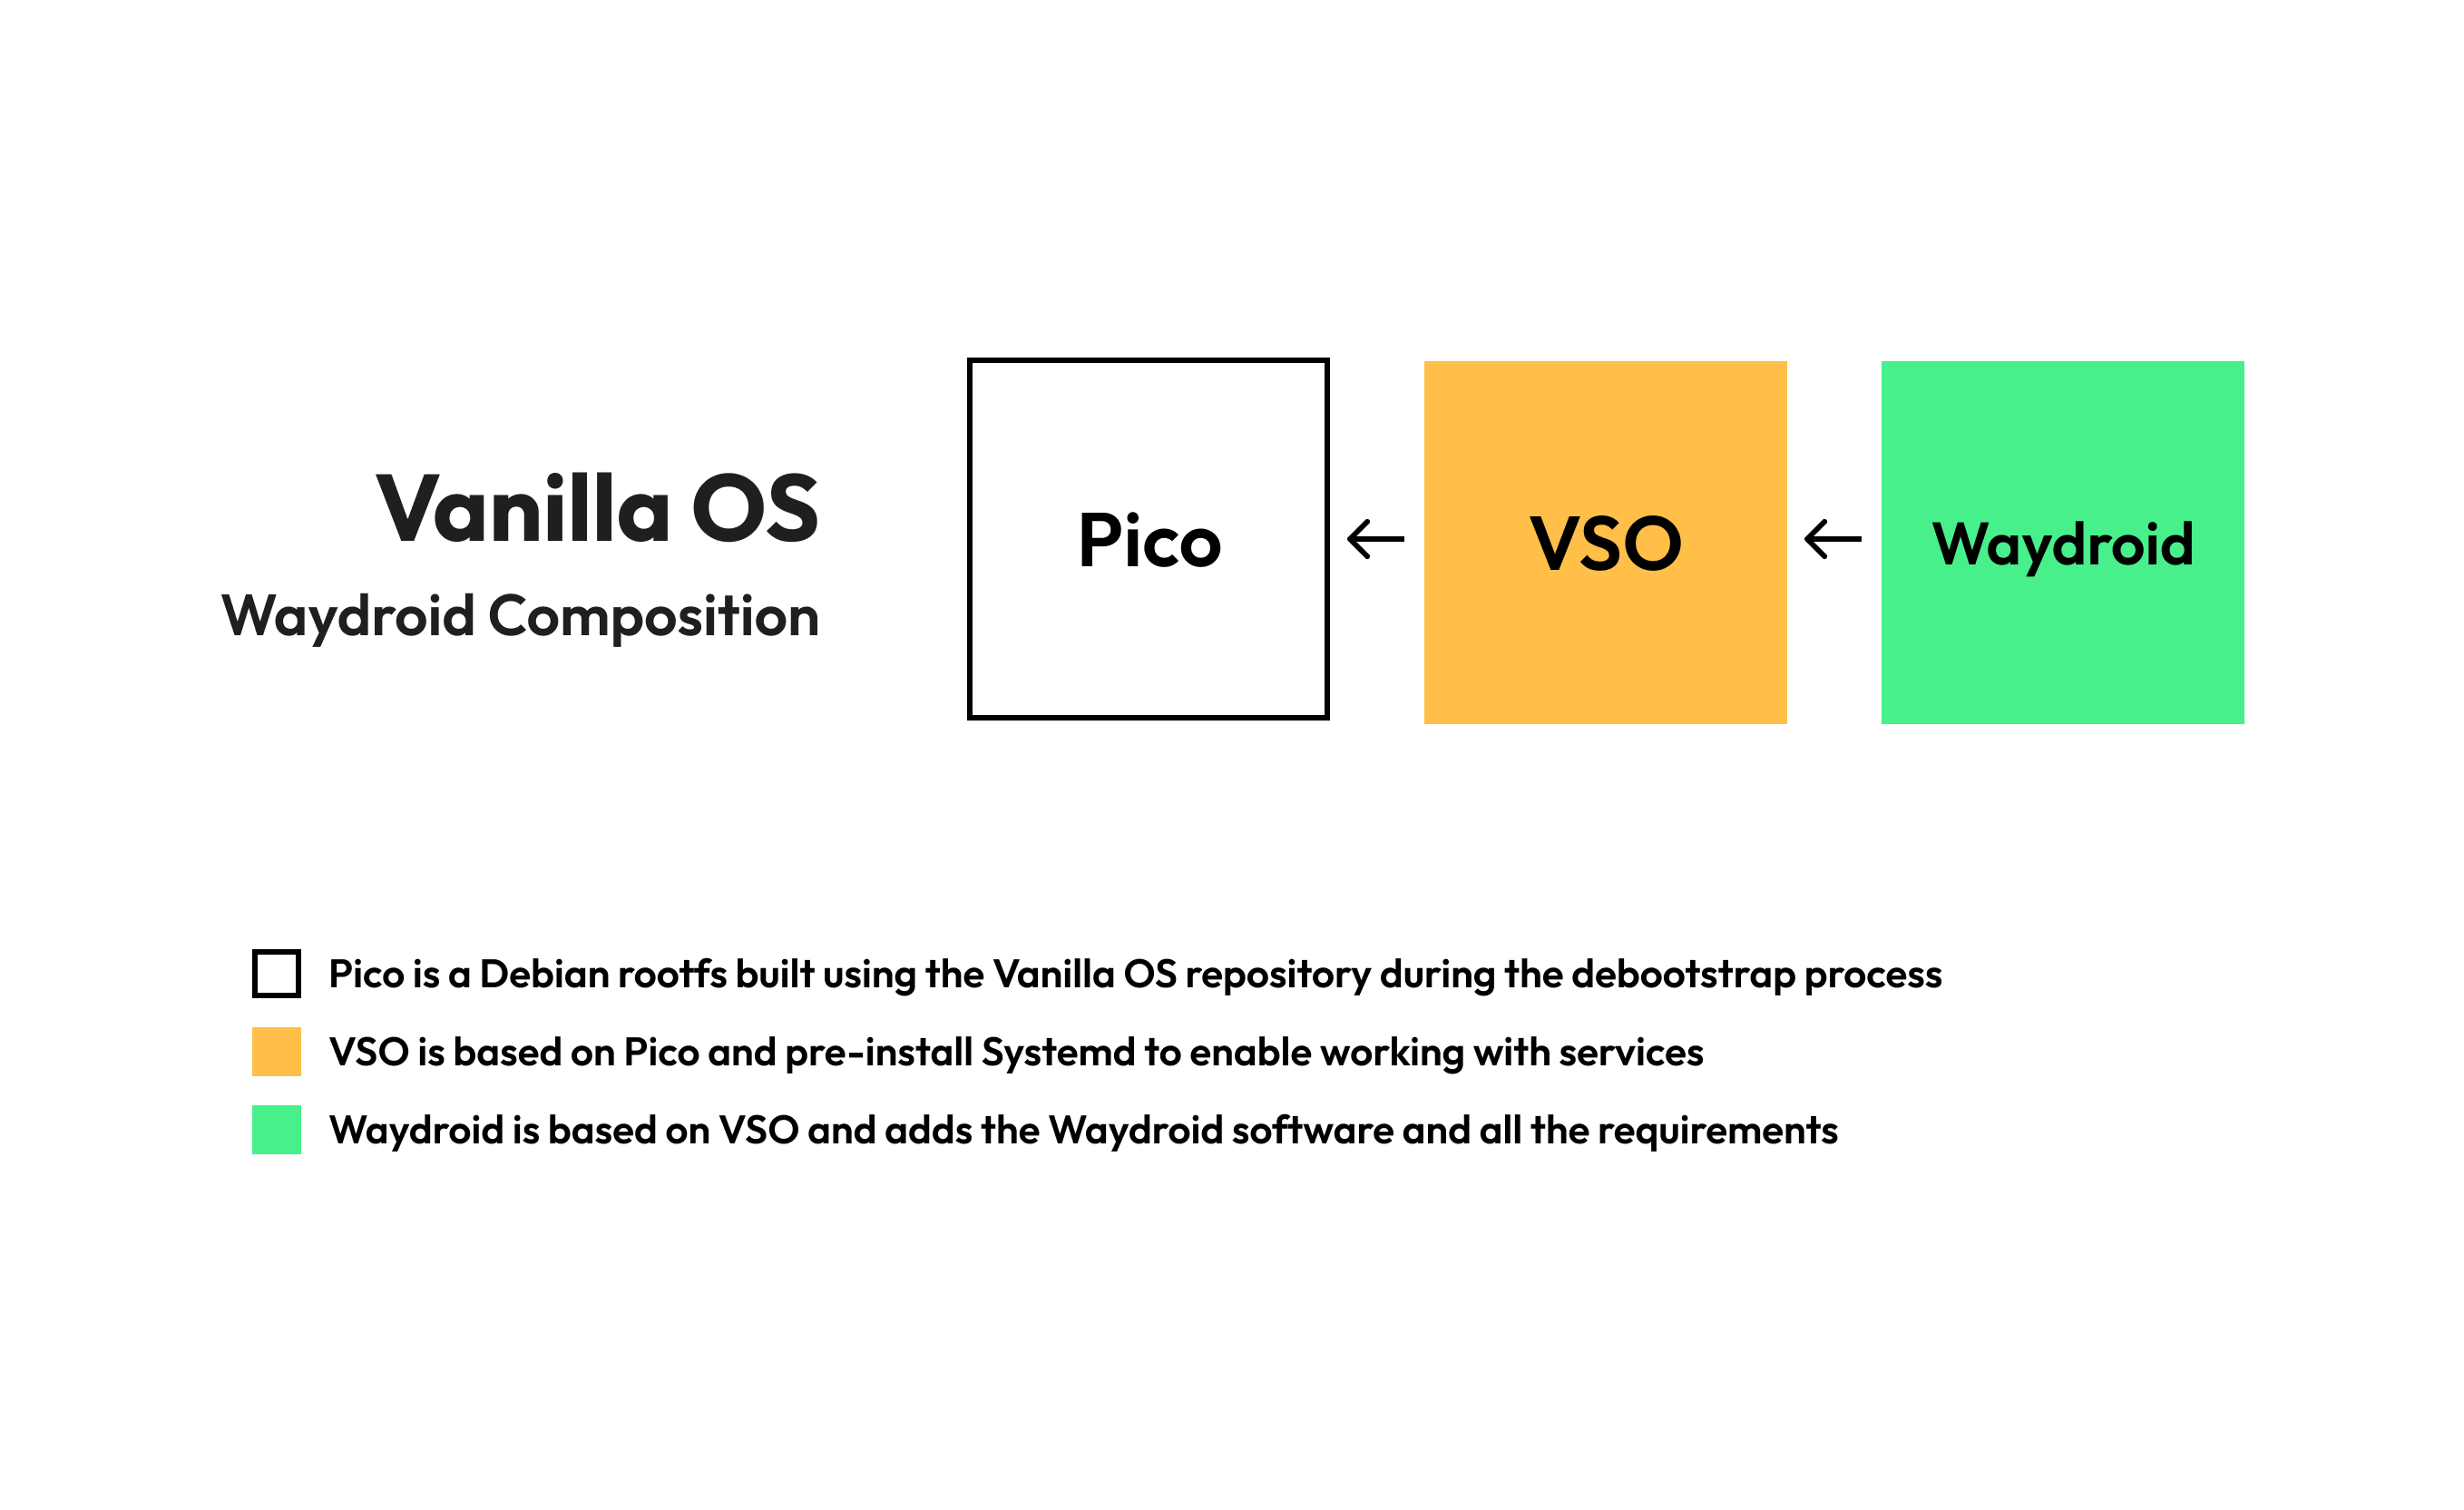 Vanilla OS
Waydroid Composition
Pico
VSO
Waydroid
Pico is a Debian rootfs built using the Vanilla OS repository during the debootstrap process
VSO is based on Pico and pre-install Systemd to enable working with services
Waydroid is based on VSO and adds the Waydroid software and all the requirements